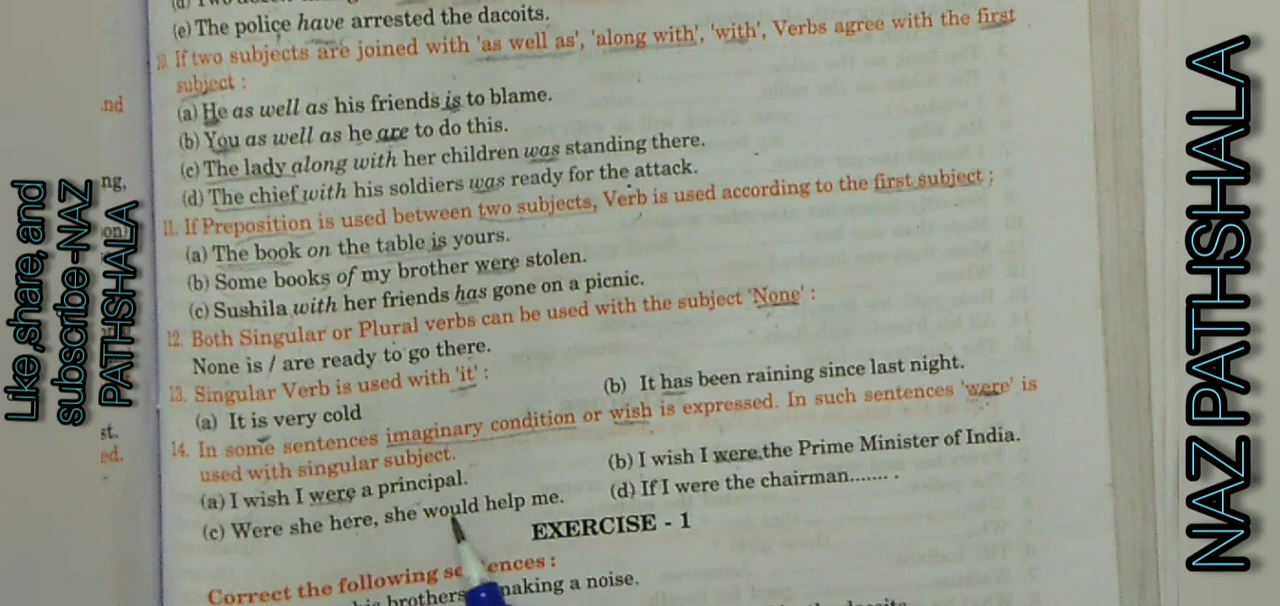 (e) The police have arrested the dacoits.
10. If two subjects are joined with 'as well as', 'along with', 'with', Verbs agree with the first
subject :
(a) He as well as his friends is to blame.
(b) You as well as he are to do this.
(c) The lady along with her children was standing there.
(d) The chief with his soldiers was ready for the attack.
11. If Preposition is used between two subjects, Verb is used according to the first subject :
(a) The book on the table is yours.
(b) Some books of my brother were stolen.
(c) Sushila with her friends has gone on a picnic.
12. Both Singular or Plural verbs can be used with the subject 'None' :
None is / are ready to go there.
13. Singular Verb is used with 'it' :
(a) It is very cold
(b) It has been raining since last night.
14. In some sentences imaginary condition or wish is expressed. In such sentences 'were' is
used with singular subject.
(a) I wish I were a principal.
(b) I wish I were the Prime Minister of India.
(c) Were she here, she would help me.
(d) If I were the chairman....... .
EXERCISE - 1
Correct the following sentences :
brothers making a noise.
nd
ng,
on
st.
ed.
Like ,share, and
subscribe -NAZ
PATHSHALA
NAZ PATHSHALA